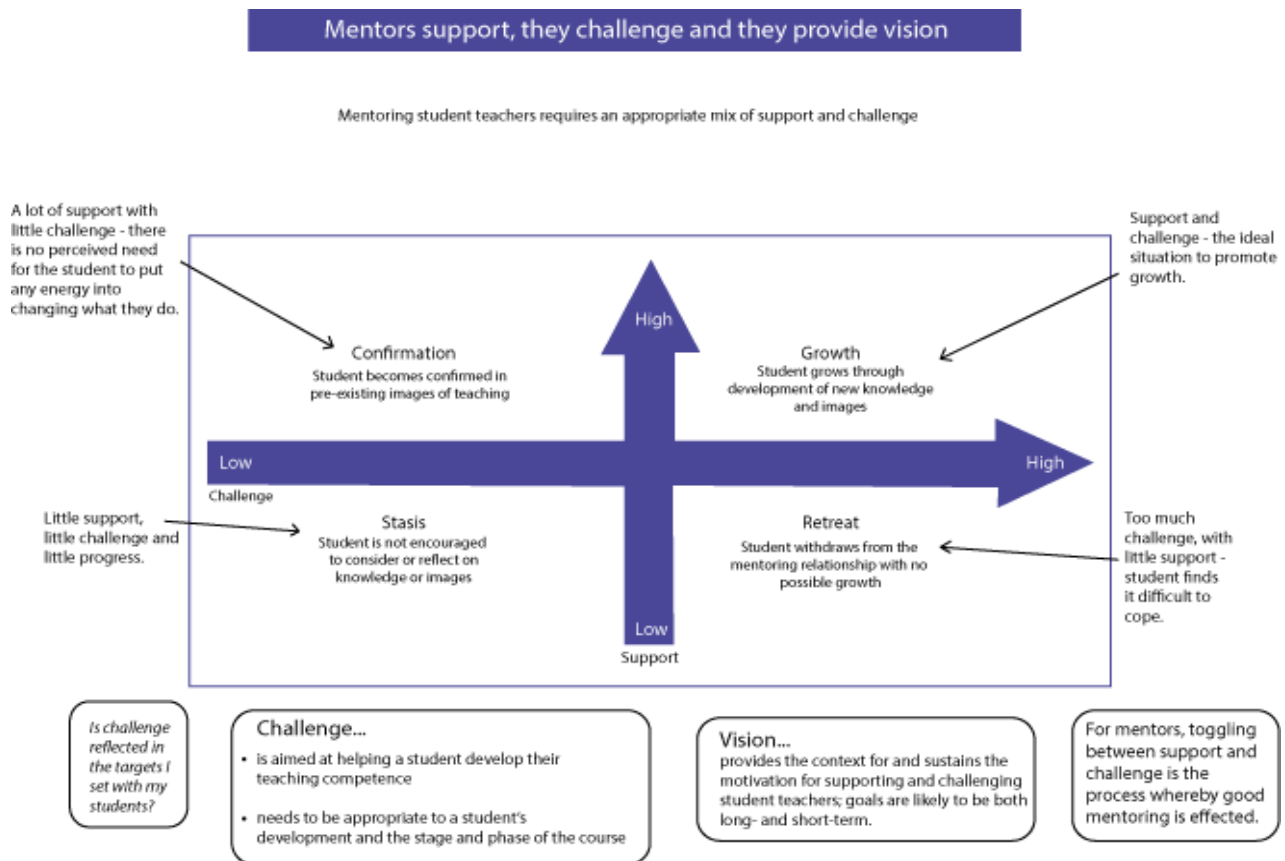 Mentors support, they challenge and they provide vision
Mentoring student teachers requires an appropriate mix of support and challenge
A lot of support with
little challenge - there
is no perceived need
for the student to put
any energy into
changing what they do.
Support and
challenge - the ideal
situation to promote
growth.
High
Confirmation
Student becomes confirmed in
pre-existing images of teaching
Growth
Student grows through
development of new knowledge
and images
Low
High
Challenge
Little support,
little challenge and
little progress.
Stasis
Student is not encouraged
to consider or reflect on
knowledge or images
Retreat
Student withdraws from the
mentoring relationship with no
possible growth
Too much
challenge, with
little support -
student finds
it difficult to
cope.
Low
Support
Is challenge
reflected in
the targets I
set with my
students?
Challenge...
• is aimed at helping a student develop their
teaching competence
• needs to be appropriate to a student's
development and the stage and phase of the course
Vision...
provides the context for and sustains the
motivation for supporting and challenging
student teachers; goals are likely to be both
long- and short-term.
For mentors, toggling
between support and
challenge is the
process whereby good
mentoring is effected.